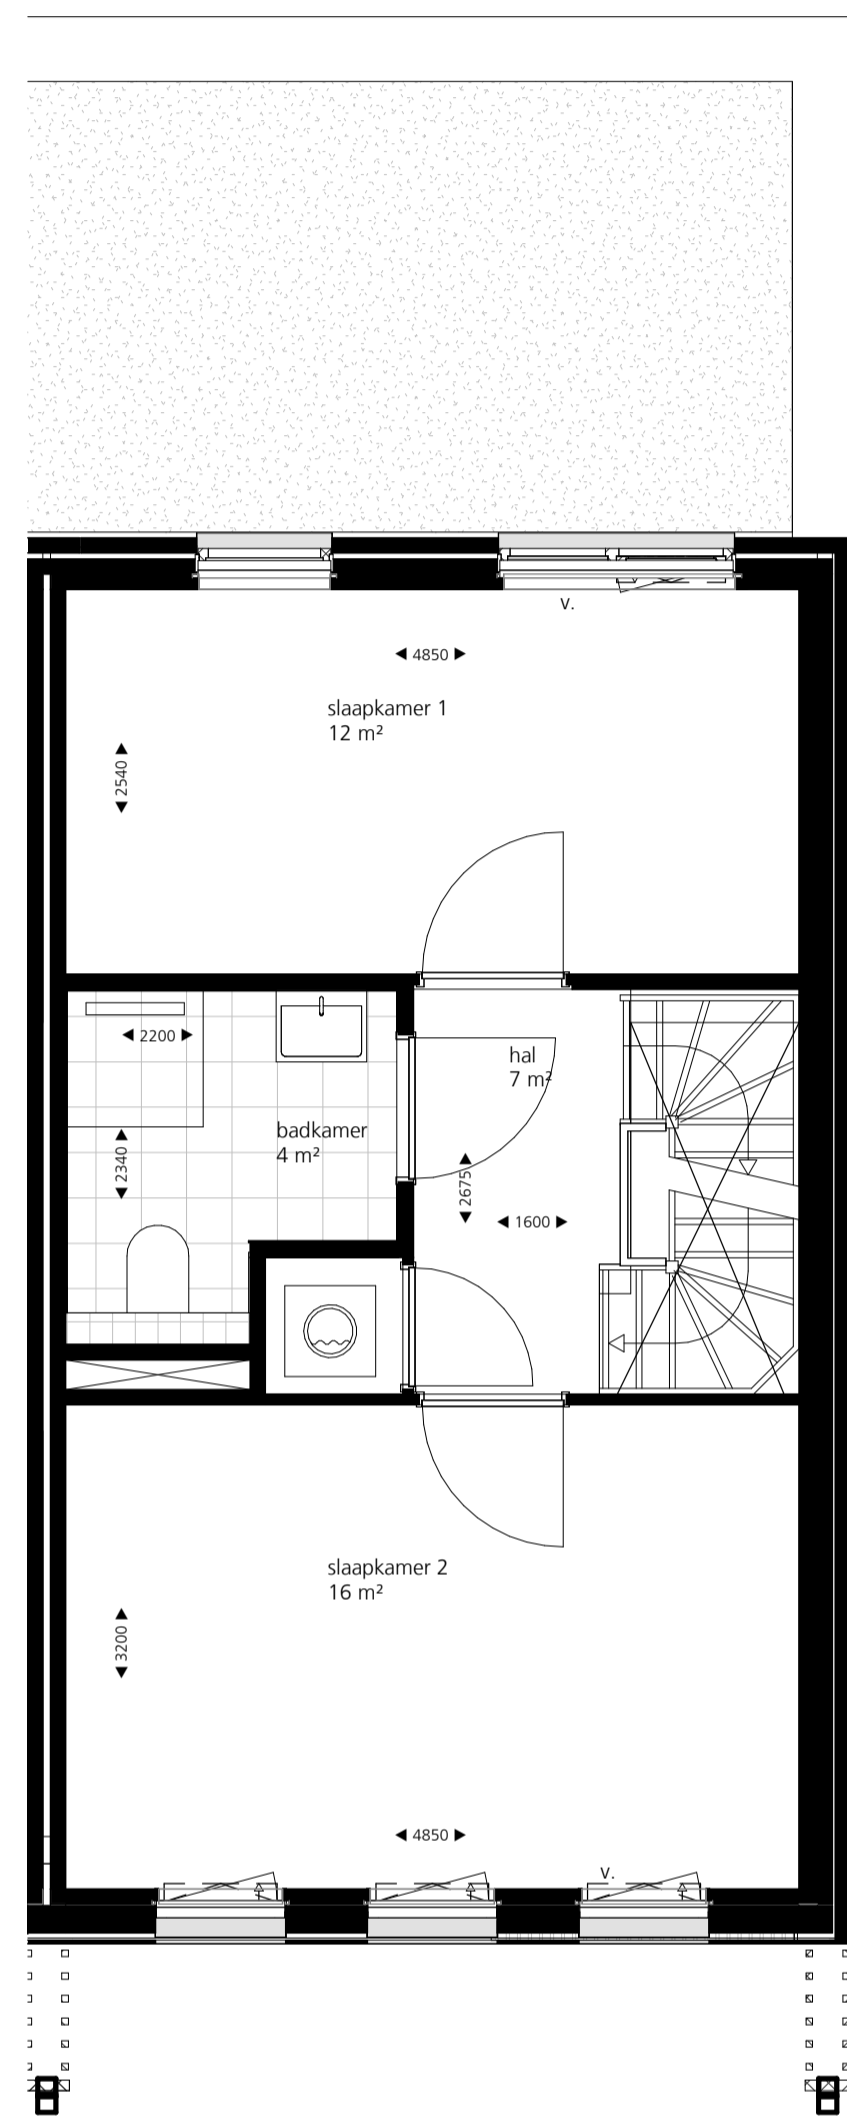 v.
4850
slaapkamer 1
12 m²
2540
2200
hal
7 m²
badkamer
4 m²
2340
2675
1600
slaapkamer 2
16 m²
3200
4850
v.